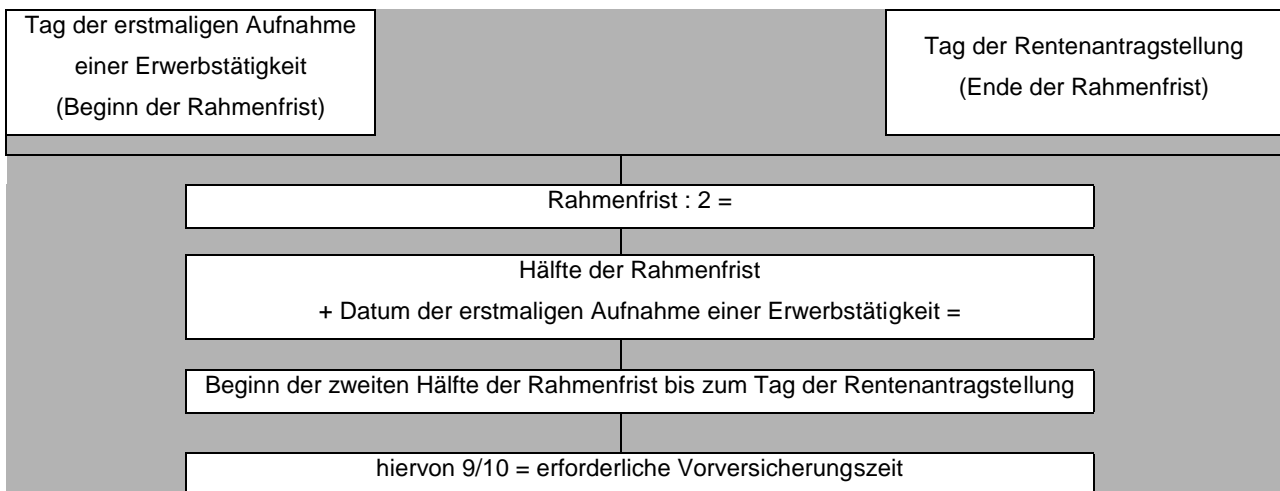 Tag der erstmaligen Aufnahme
einer Erwerbstätigkeit
(Beginn der Rahmenfrist)
Tag der Rentenantragstellung
(Ende der Rahmenfrist)
Rahmenfrist : 2 =
Hälfte der Rahmenfrist
+ Datum der erstmaligen Aufnahme einer Erwerbstätigkeit =
Beginn der zweiten Hälfte der Rahmenfrist bis zum Tag der Rentenantragstellung
hiervon 9/10 = erforderliche Vorversicherungszeit